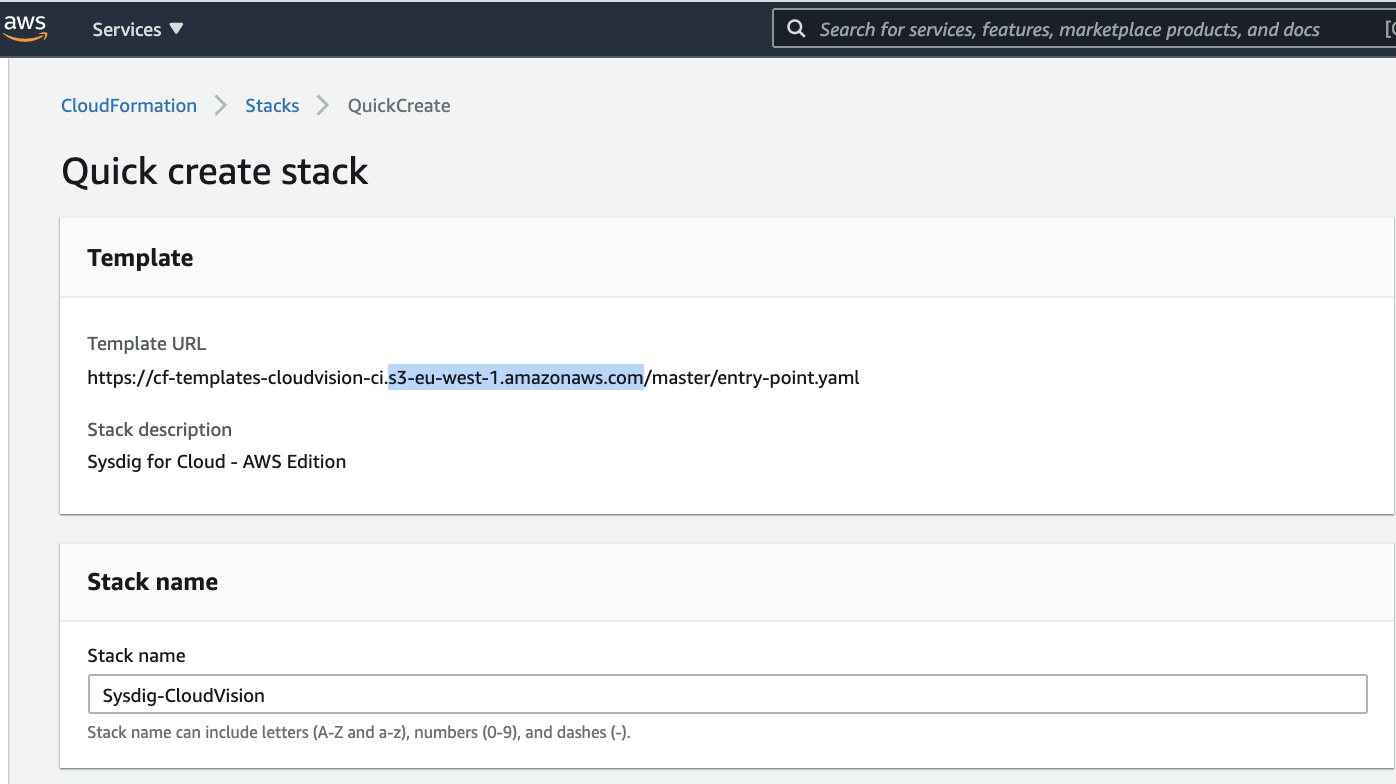 aws
Services ▼
Search for services, features, marketplace products, and docs
CloudFormation > Stacks > QuickCreate
Quick create stack
Template
Template URL
https://cf-templates-cloudvision-ci.s3-eu-west-1.amazonaws.com/master/entry-point.yaml
Stack description
Sysdig for Cloud - AWS Edition
Stack name
Stack name
Sysdig-CloudVision
Stack name can include letters (A-Z and a-z), numbers (0-9), and dashes (-).